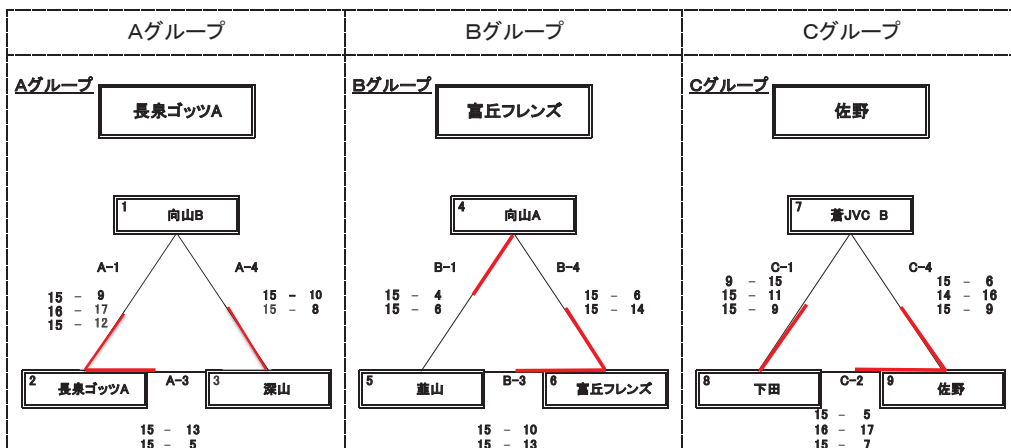 Aグループ
Bグループ
Cグループ
Aグループ
長泉ゴッツA
Bグループ
富丘フレンズ
Cグループ
佐野
1 向山B
4 向山A
7 蒼JVC B
A-1
A-4
15 - 9
16 - 17
15 - 12
15 - 10
15 - 8
B-1
B-4
15 - 4
15 - 6
15 - 6
15 - 14
C-1
C-4
9 - 15
15 - 11
15 - 9
15 - 6
14 - 16
15 - 9
2 長泉ゴッツA
A-3
3 深山
5 韮山
B-3
6 富丘フレンズ
8 下田
C-2
9 佐野
15 - 13
15 - 5
15 - 10
15 - 13
15 - 5
16 - 17
15 - 7